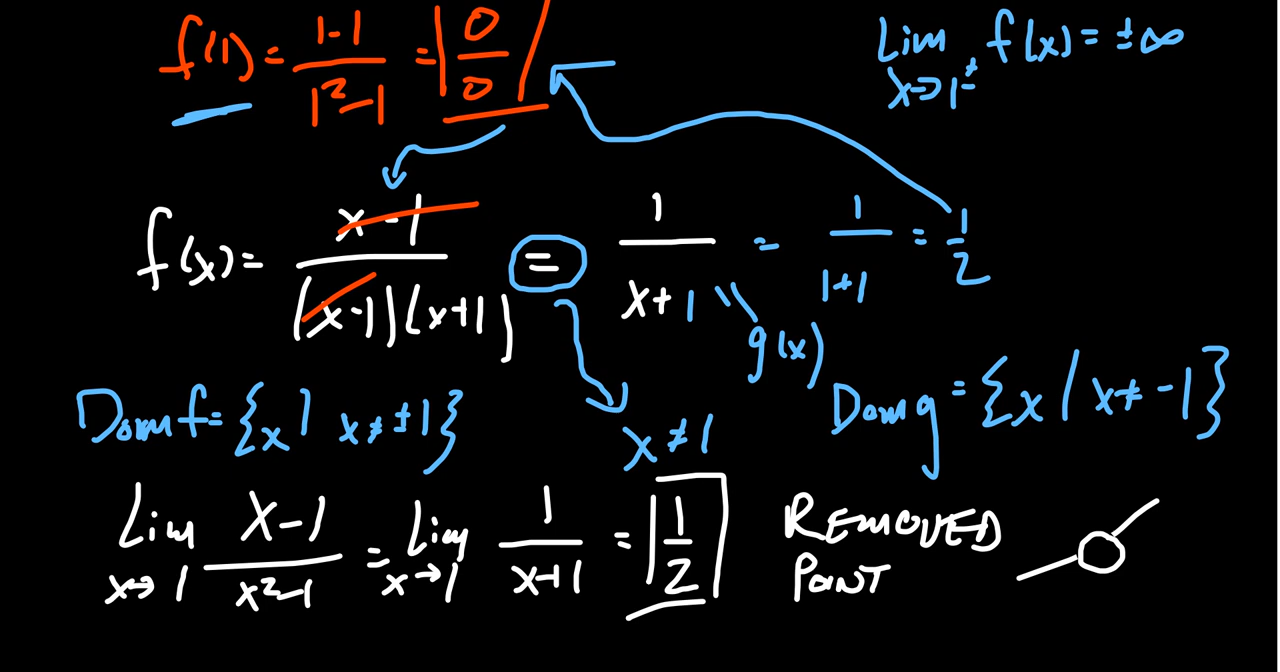 f(1) = 1-1 / 1²-1 = 0/0
Lim x→1± f(x) = ±∞
f(x) = x-1 / (x-1)(x+1) = 1 / x+1 = 1 / 1+1 = 1/2
g(x)
Dom f = {x | x ≠ ±1}
x ≠ 1
Dom g = {x | x ≠ -1}
Lim x→1 x-1 / x²-1 = Lim x→1 1 / x+1 = 1/2
REMOVED
POINT